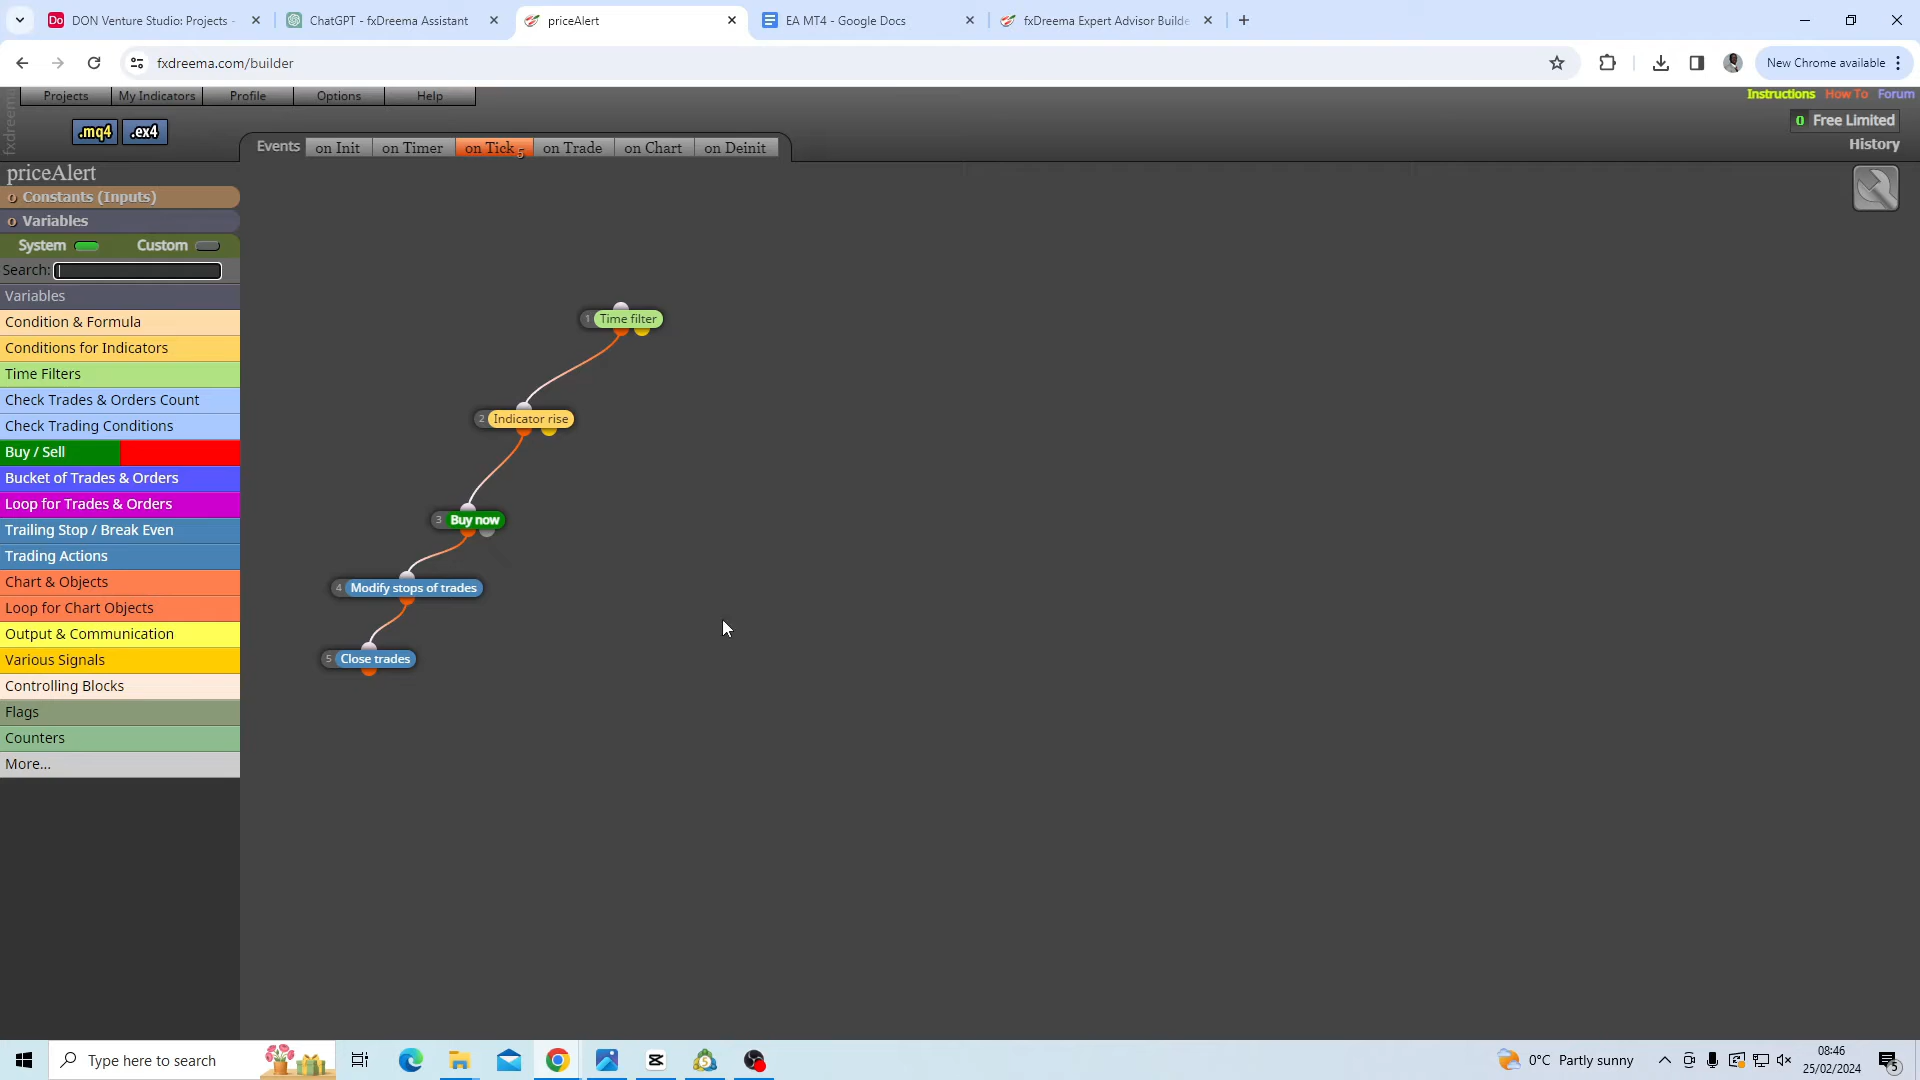 DON Venture Studio: Projects -
ChatGPT - fxDreema Assistant
priceAlert
EA MT4 - Google Docs
fxDreema Expert Advisor Builde
fxdreema.com/builder
New Chrome available
Projects
My Indicators
Profile
Options
Help
Instructions
How To
Forum
fxdreema
.mq4
.ex4
0 Free Limited
Events
on Init
on Timer
on Tick 5
on Trade
on Chart
on Deinit
History
priceAlert
Constants (Inputs)
Variables
System
Custom
Search:
Variables
Condition & Formula
Conditions for Indicators
Time Filters
Check Trades & Orders Count
Check Trading Conditions
Buy / Sell
Bucket of Trades & Orders
Loop for Trades & Orders
Trailing Stop / Break Even
Trading Actions
Chart & Objects
Loop for Chart Objects
Output & Communication
Various Signals
Controlling Blocks
Flags
Counters
More...
1 Time filter
2 Indicator rise
3 Buy now
4 Modify stops of trades
5 Close trades
Type here to search
0°C Partly sunny
08:46
25/02/2024
5